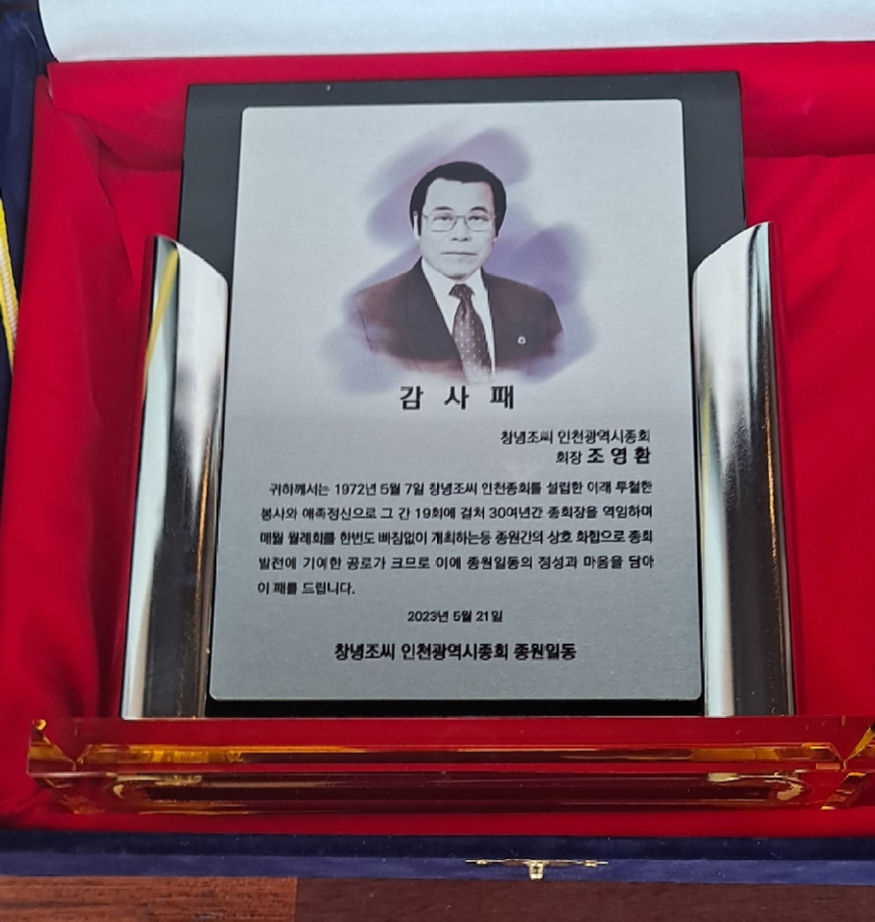 감 사 패
창녕조씨 인천광역시종회
회장 조 영 환
귀하께서는 1972년 5월 7일 창녕조씨 인천종회를 설립한 이래 투철한
봉사와 애족정신으로 그 간 19회에 걸쳐 30여년간 종회장을 역임하며
매월 월례회를 한번도 빠짐없이 개최하는등 종원간의 상호 화합으로 종회
발전에 기여한 공로가 크므로 이에 종원일동의 정성과 마음을 담아
이 패를 드립니다.
2023년 5월 21일
창녕조씨 인천광역시종회 종원일동